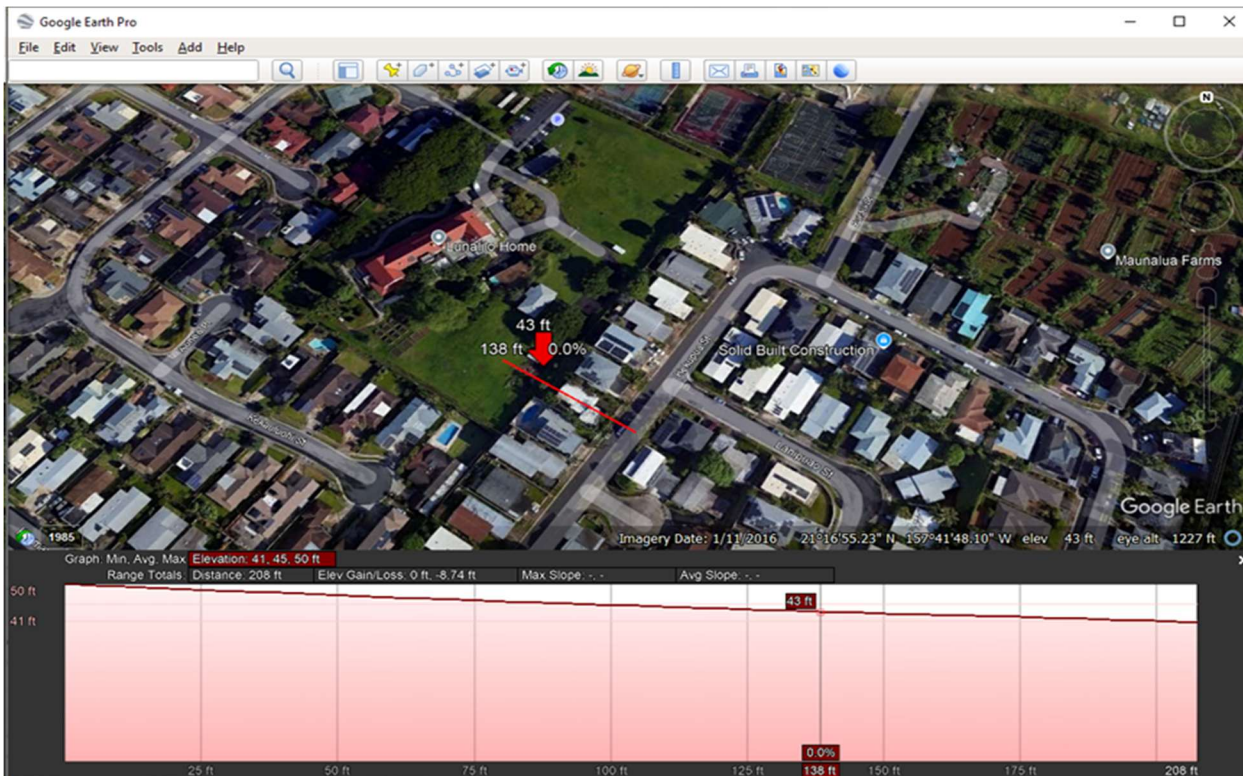 Google Earth Pro
File Edit View Tools Add Help
N
Lunalilo Home
Maunalua Farms
43 ft
138 ft 0.0%
Solid Built Construction
Google Earth
1985
Imagery Date: 1/11/2016 21°16'55.23" N 157°41'48.10" W elev 43 ft eye alt 1227 ft
Graph: Min, Avg, Max Elevation: 41, 45, 50 ft
Range Totals: Distance: 208 ft Elev Gain/Loss: 0 ft, -8.74 ft Max Slope: -, - Avg Slope: -, -
50 ft
43 ft
41 ft
0.0%
25 ft 50 ft 75 ft 100 ft 125 ft 138 ft 150 ft 175 ft 208 ft